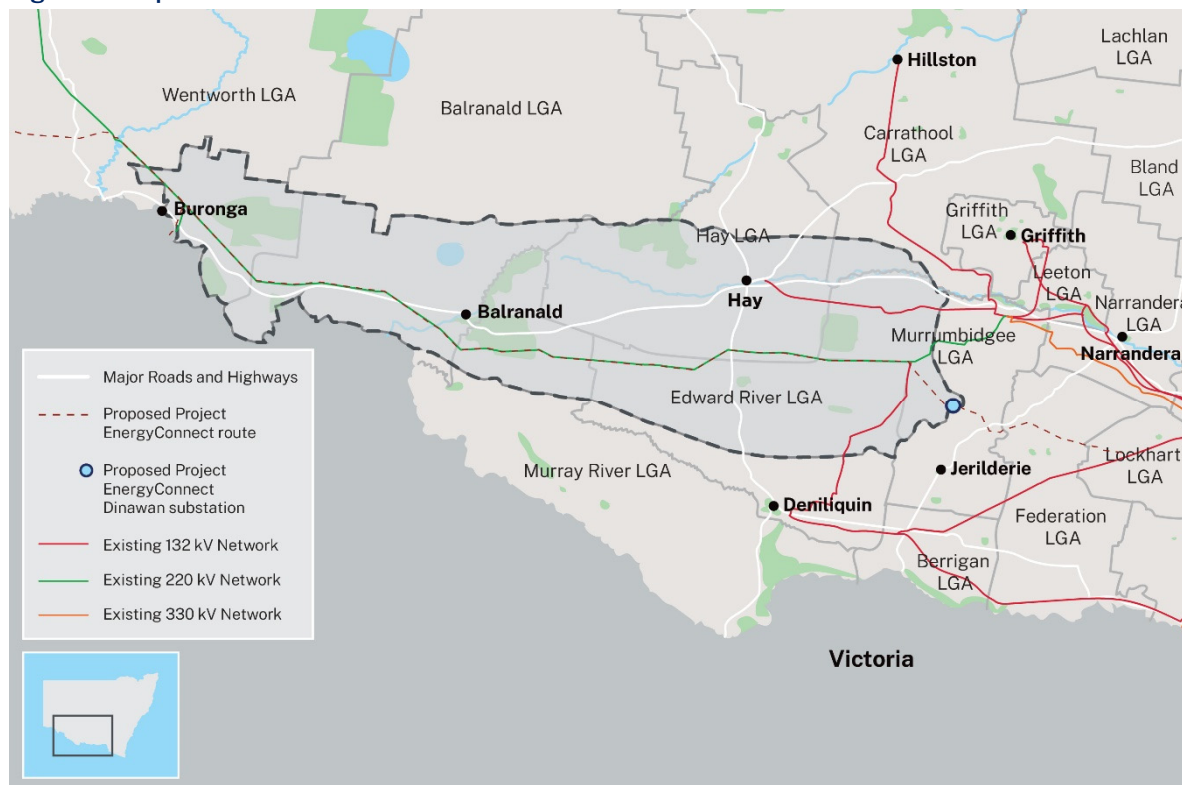 Hillston
Lachlan
LGA
Wentworth LGA
Balranald LGA
Carrathool
LGA
Bland
LGA
Buronga
Griffith
LGA
Griffith
Hay LGA
Leeton
LGA
Hay
Balranald
Narrandera
LGA
Murrumbidgee
LGA
Narrandera
Edward River LGA
Murray River LGA
Jerilderie
Lockhart
LGA
Deniliquin
Federation
LGA
Berrigan
LGA
Victoria
Major Roads and Highways
Proposed Project
EnergyConnect route
Proposed Project
EnergyConnect
Dinawan substation
Existing 132 kV Network
Existing 220 kV Network
Existing 330 kV Network